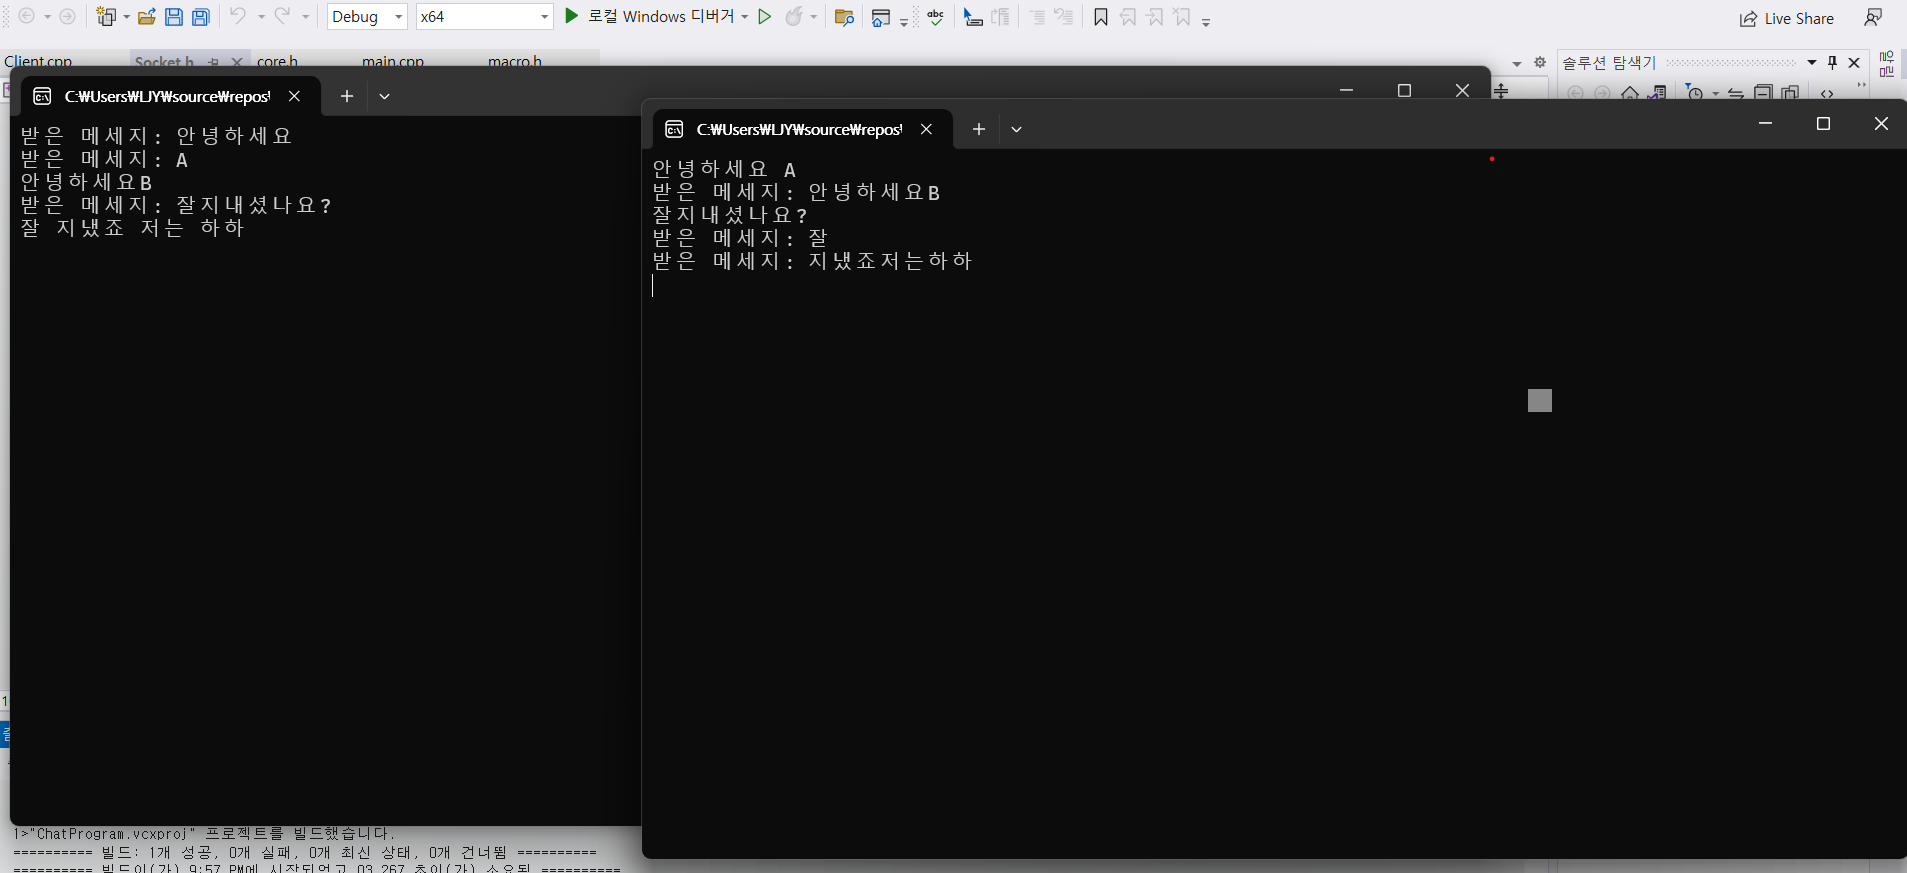 Debug
x64
로컬 Windows 디버거
abc
Live Share
Client.cpp
Socket.h
core.h
main.cpp
macro.h
솔루션 탐색기
C:₩Users₩LJY₩source₩repos₩
받은 메세지: 안녕하세요
받은 메세지: A
안녕하세요B
받은 메세지: 잘지내셨나요?
잘 지냈죠 저는 하하
C:₩Users₩LJY₩source₩repos₩
안녕하세요 A
받은 메세지: 안녕하세요B
잘지내셨나요?
받은 메세지: 잘
받은 메세지: 지냈죠저는하하
1>"ChatProgram.vcxproj" 프로젝트를 빌드했습니다.
========== 빌드: 1개 성공, 0개 실패, 0개 최신 상태, 0개 건너뜀 ==========
========== 빌드이(가) 9:57 PM에 시작되었고 03.267 초이(가) 소요됨 ==========